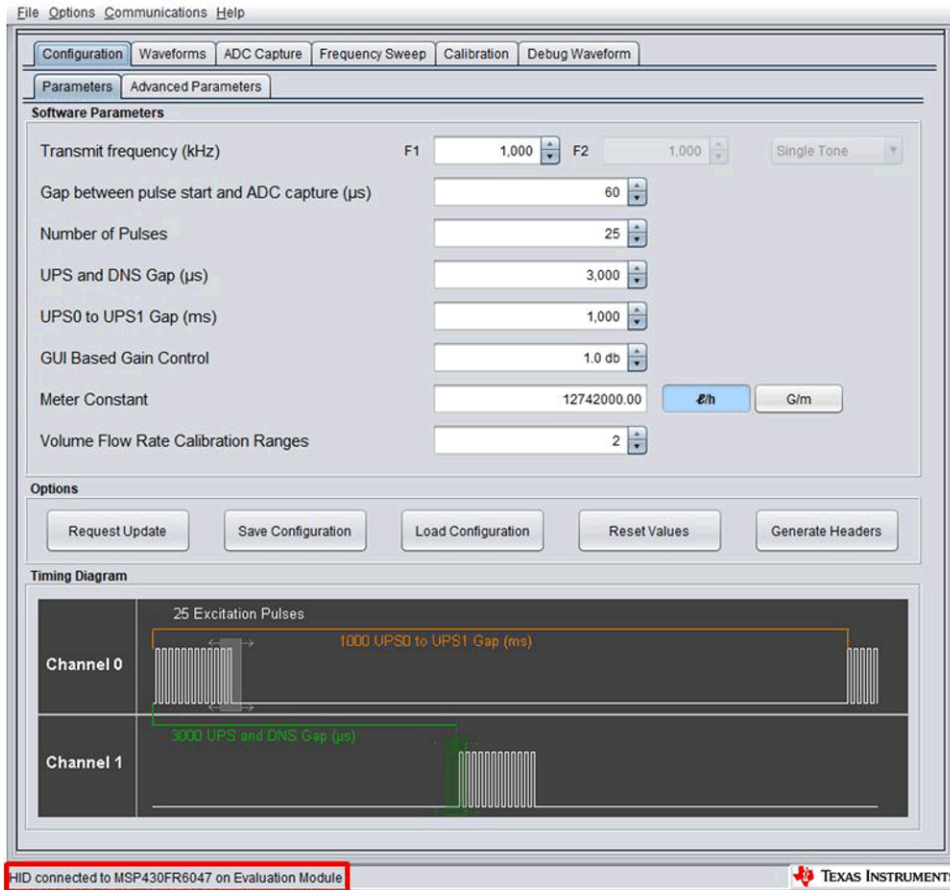 File Options Communications Help
Configuration Waveforms ADC Capture Frequency Sweep Calibration Debug Waveform
Parameters Advanced Parameters
Software Parameters
Transmit frequency (kHz) F1 1,000 F2 1,000 Single Tone
Gap between pulse start and ADC capture (µs) 60
Number of Pulses 25
UPS and DNS Gap (µs) 3,000
UPS0 to UPS1 Gap (ms) 1,000
GUI Based Gain Control 1.0 db
Meter Constant 12742000.00 ℓ/h G/m
Volume Flow Rate Calibration Ranges 2
Options
Request Update Save Configuration Load Configuration Reset Values Generate Headers
Timing Diagram
25 Excitation Pulses
1000 UPS0 to UPS1 Gap (ms)
Channel 0
3000 UPS and DNS Gap (µs)
Channel 1
HID connected to MSP430FR6047 on Evaluation Module TEXAS INSTRUMENTS